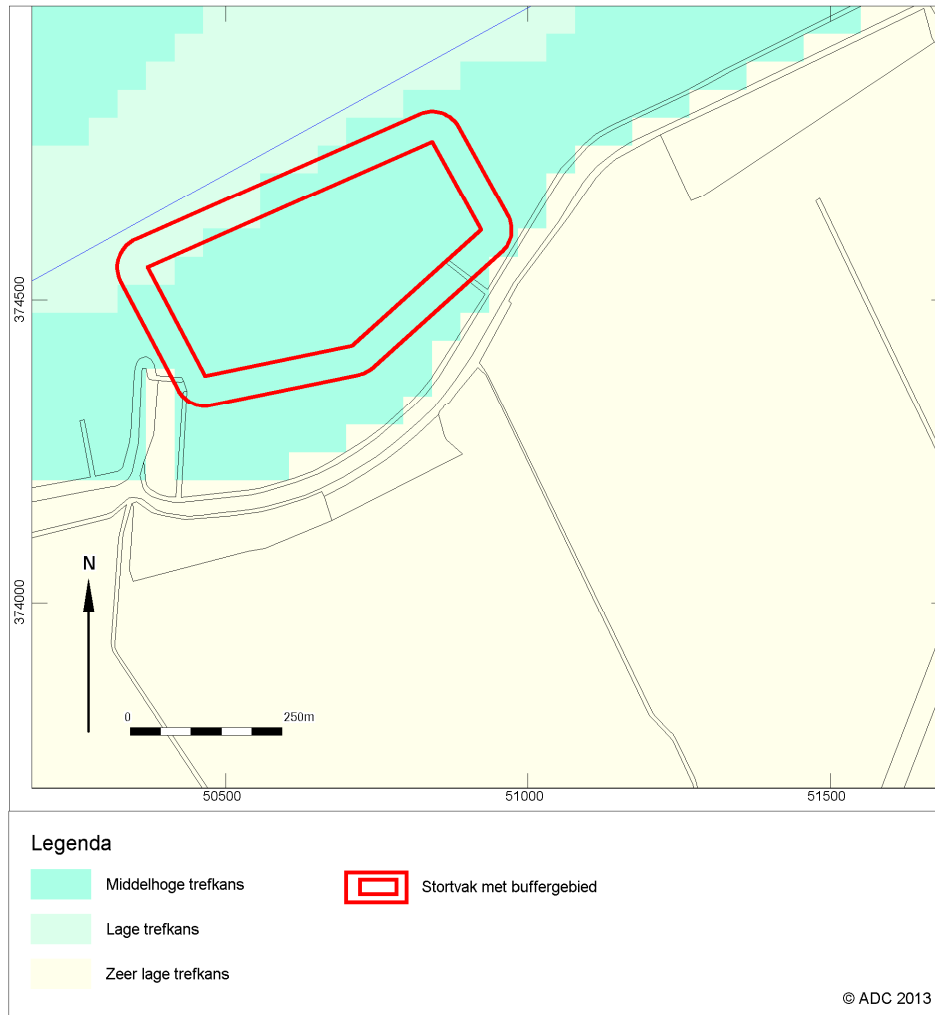 374500
374000
N
0 250m
50500 51000 51500
Legenda
Middelhoge trefkans
Stortvak met buffergebied
Lage trefkans
Zeer lage trefkans
© ADC 2013